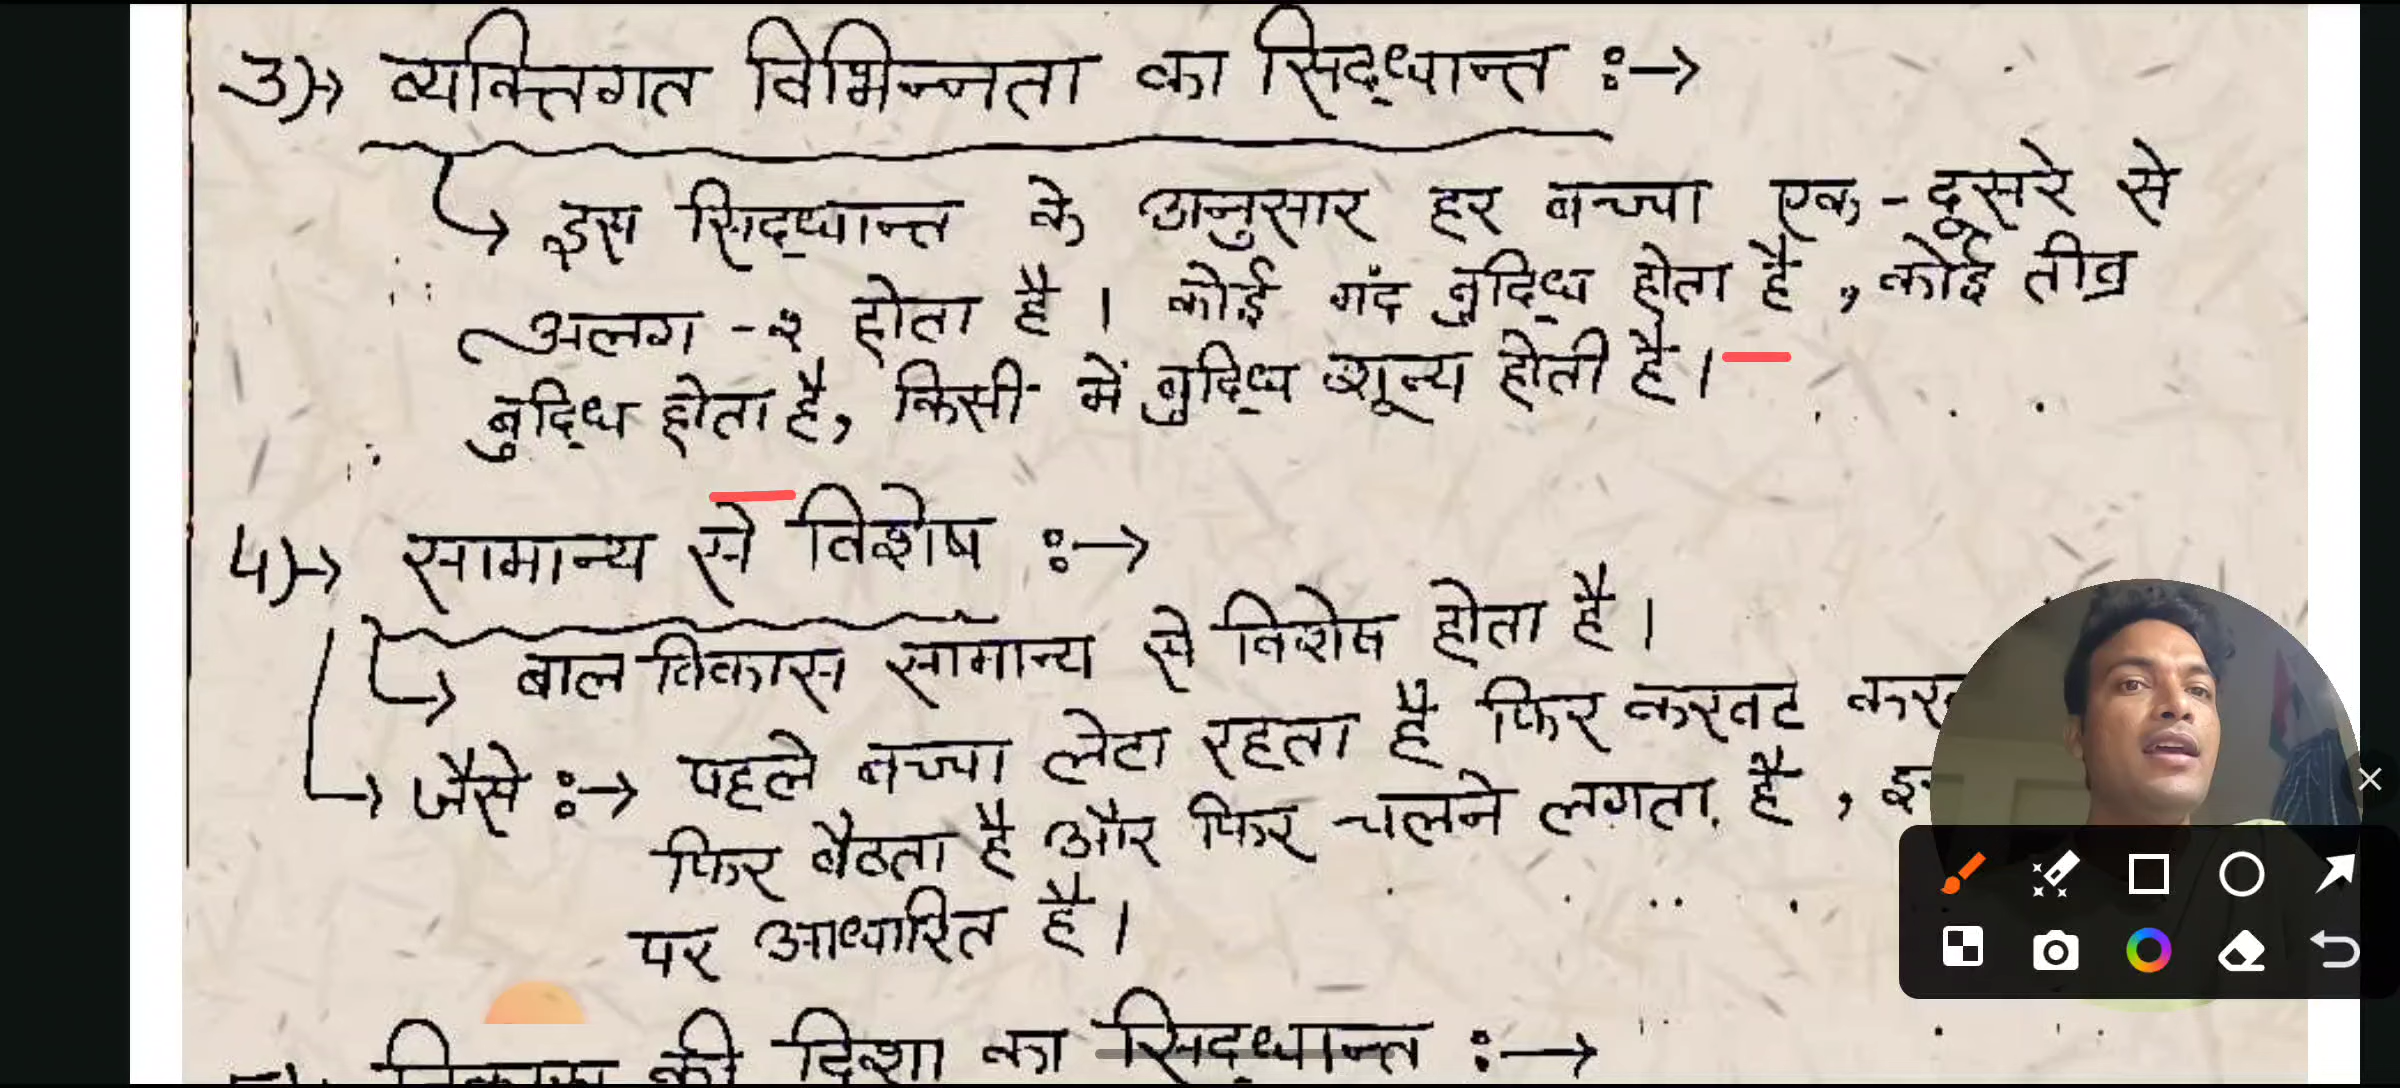 3)→ व्यक्तिगत विभिन्नता का सिद्धान्त :→
इस सिद्धान्त के अनुसार हर बच्चा एक-दूसरे से
अलग-२ होता है। कोई मंद बुद्धि होता है, कोई तीव्र
बुद्धि होता है, किसी में बुद्धि शून्य होती है।
4)→ सामान्य से विशेष :→
बाल विकास सामान्य से विशेष होता है।
जैसे :→ पहले बच्चा लेटा रहता है फिर करवट
फिर बैठता है और फिर चलने लगता है,
पर आधारित है।
की दिशा का सिद्धान्त :→